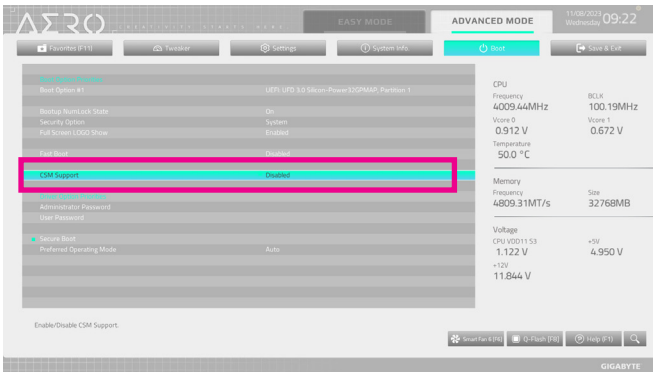 AERO
EASY MODE
ADVANCED MODE
11/08/2023
Wednesday 09:22
Favorites (F11)
Tweaker
Settings
System Info.
Boot
Save & Exit
Boot Option #1 UEFI: UFD 3.0 Silicon-Power32GPMAP, Partition 1
Bootup NumLock State On
Security Option System
Full Screen LOGO Show Enabled
Fast Boot Disabled
CSM Support Disabled
Administrator Password
User Password
Secure Boot
Preferred Operating Mode Auto
Enable/Disable CSM Support.
CPU
Frequency BCLK
4009.44MHz 100.19MHz
Vcore 0 Vcore 1
0.912 V 0.672 V
Temperature
50.0 °C
Memory
Frequency Size
4809.31MT/s 32768MB
Voltage
CPU VDD11 S3 +5V
1.122 V 4.950 V
+12V
11.844 V
Smart Fan 6 [F6]
Q-Flash [F8]
Help (F1)
GIGABYTE